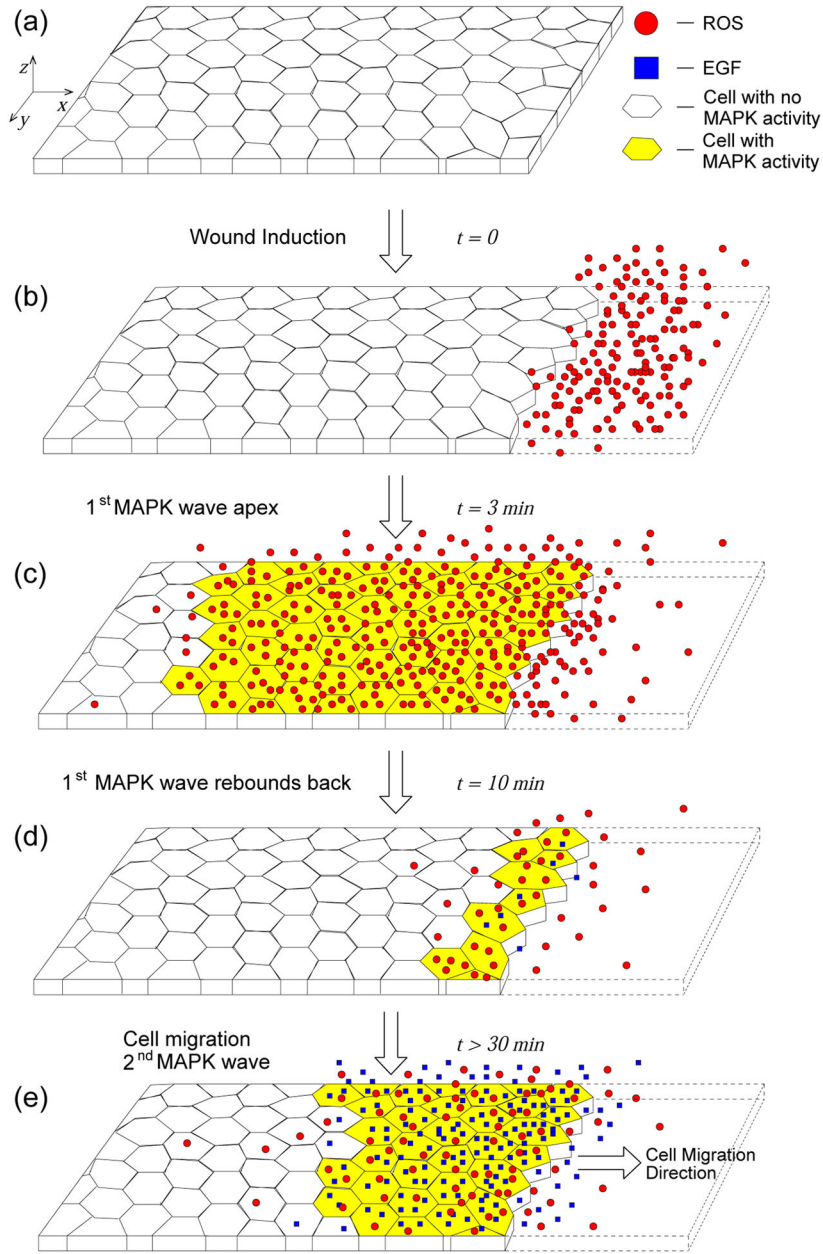 (a)
ROS
EGF
Cell with no
MAPK activity
Cell with
MAPK activity
z
x
y
Wound Induction
t = 0
(b)
1st MAPK wave apex
t = 3 min
(c)
1st MAPK wave rebounds back
t = 10 min
(d)
Cell migration
2nd MAPK wave
t > 30 min
(e)
Cell Migration
Direction